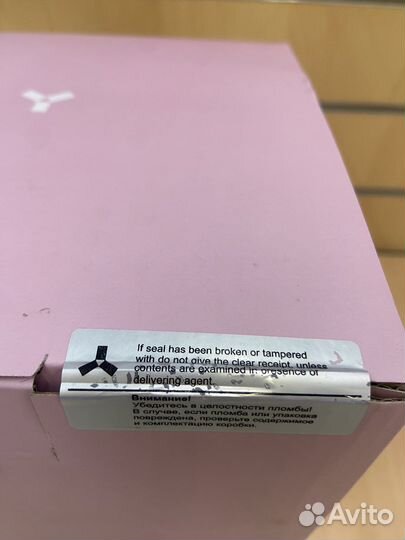 If seal has been broken or tampered
with do not give the clear receipt, unless
contents are examined in presence of
delivering agent.
Внимание!
Убедитесь в целостности пломбы!
В случае, если пломба или упаковка
повреждена, проверьте содержимое
и комплектацию коробки.
Avito